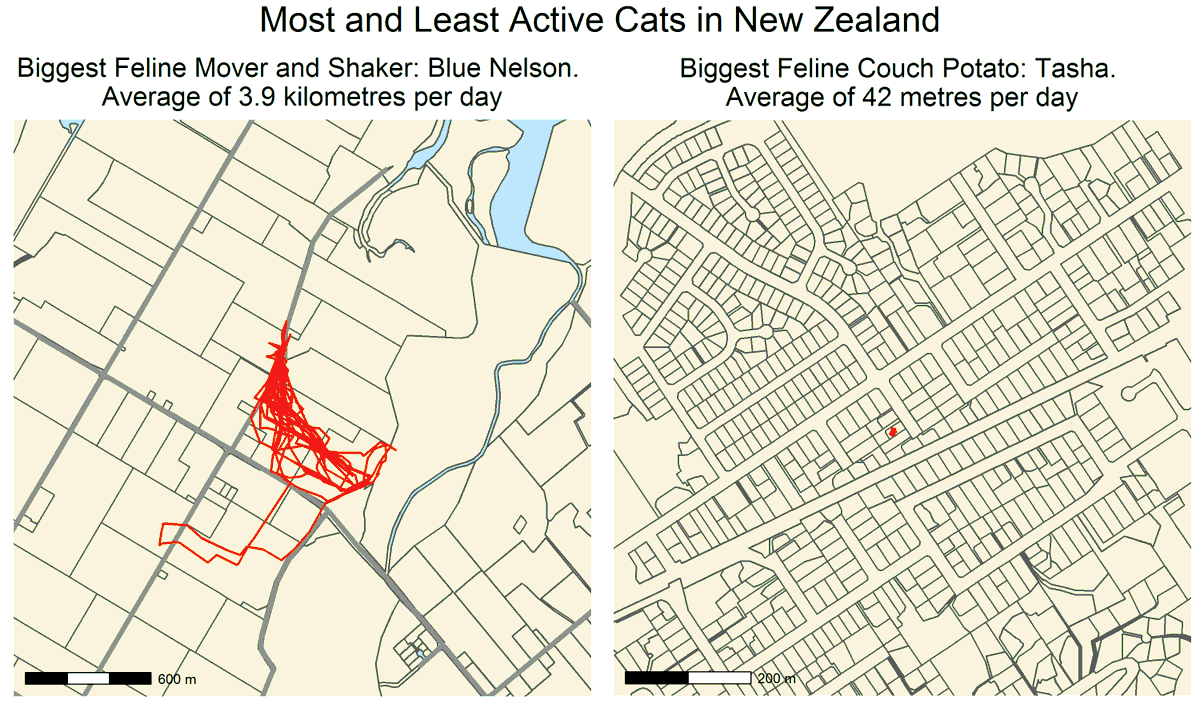 Most and Least Active Cats in New Zealand
Biggest Feline Mover and Shaker: Blue Nelson.
Average of 3.9 kilometres per day
Biggest Feline Couch Potato: Tasha.
Average of 42 metres per day
600 m
200 m